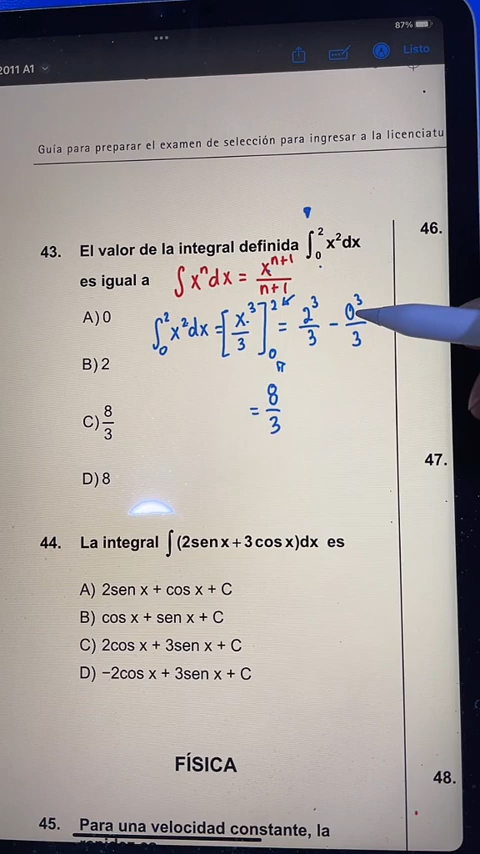 87%
Listo
2011 A1
Guía para preparar el examen de selección para ingresar a la licenciatu
43. El valor de la integral definida ∫₀² x²dx
es igual a ∫xⁿdx = xⁿ⁺¹/n+1
A) 0
∫₀² x²dx = [x³/3]₀² = 2³/3 - 0³/3
B) 2
= 8/3
C) 8/3
D) 8
44. La integral ∫(2sen x + 3 cos x)dx es
A) 2sen x + cos x + C
B) cos x + sen x + C
C) 2cos x + 3sen x + C
D) −2cos x + 3sen x + C
FÍSICA
45. Para una velocidad constante, la
46.
47.
48.